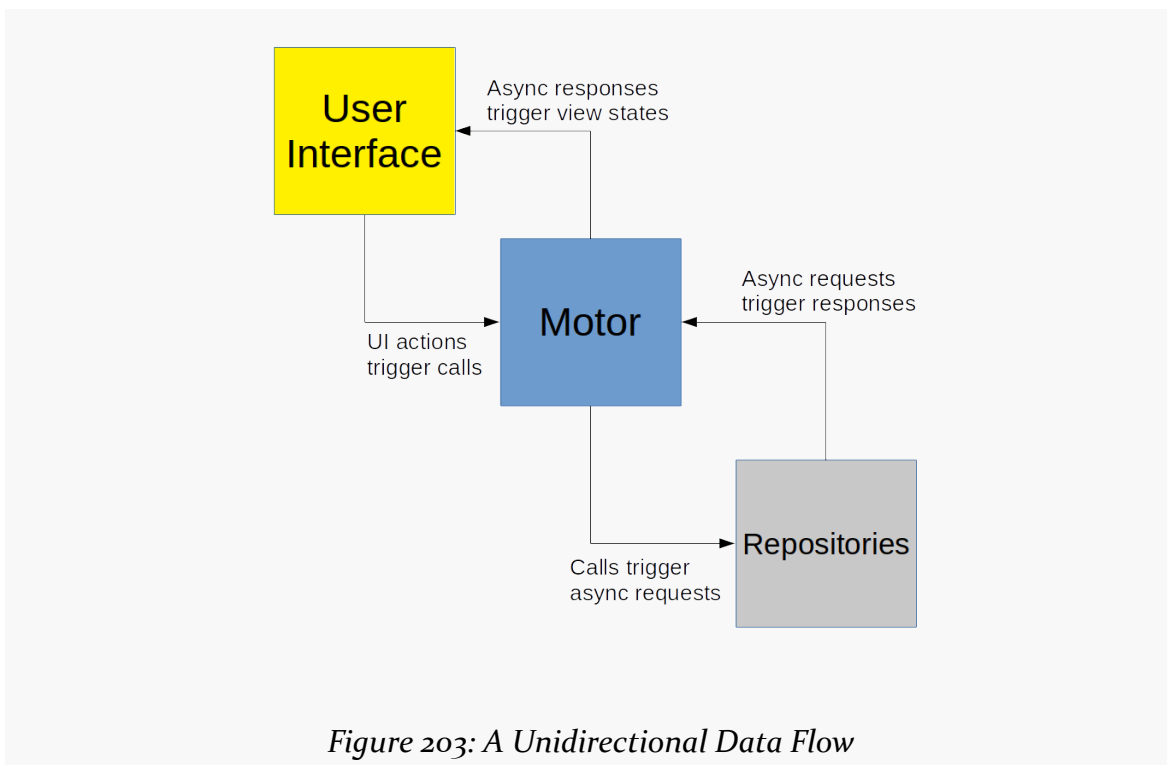 User
Interface
Async responses
trigger view states
UI actions
trigger calls
Motor
Async requests
trigger responses
Calls trigger
async requests
Repositories
Figure 203: A Unidirectional Data Flow